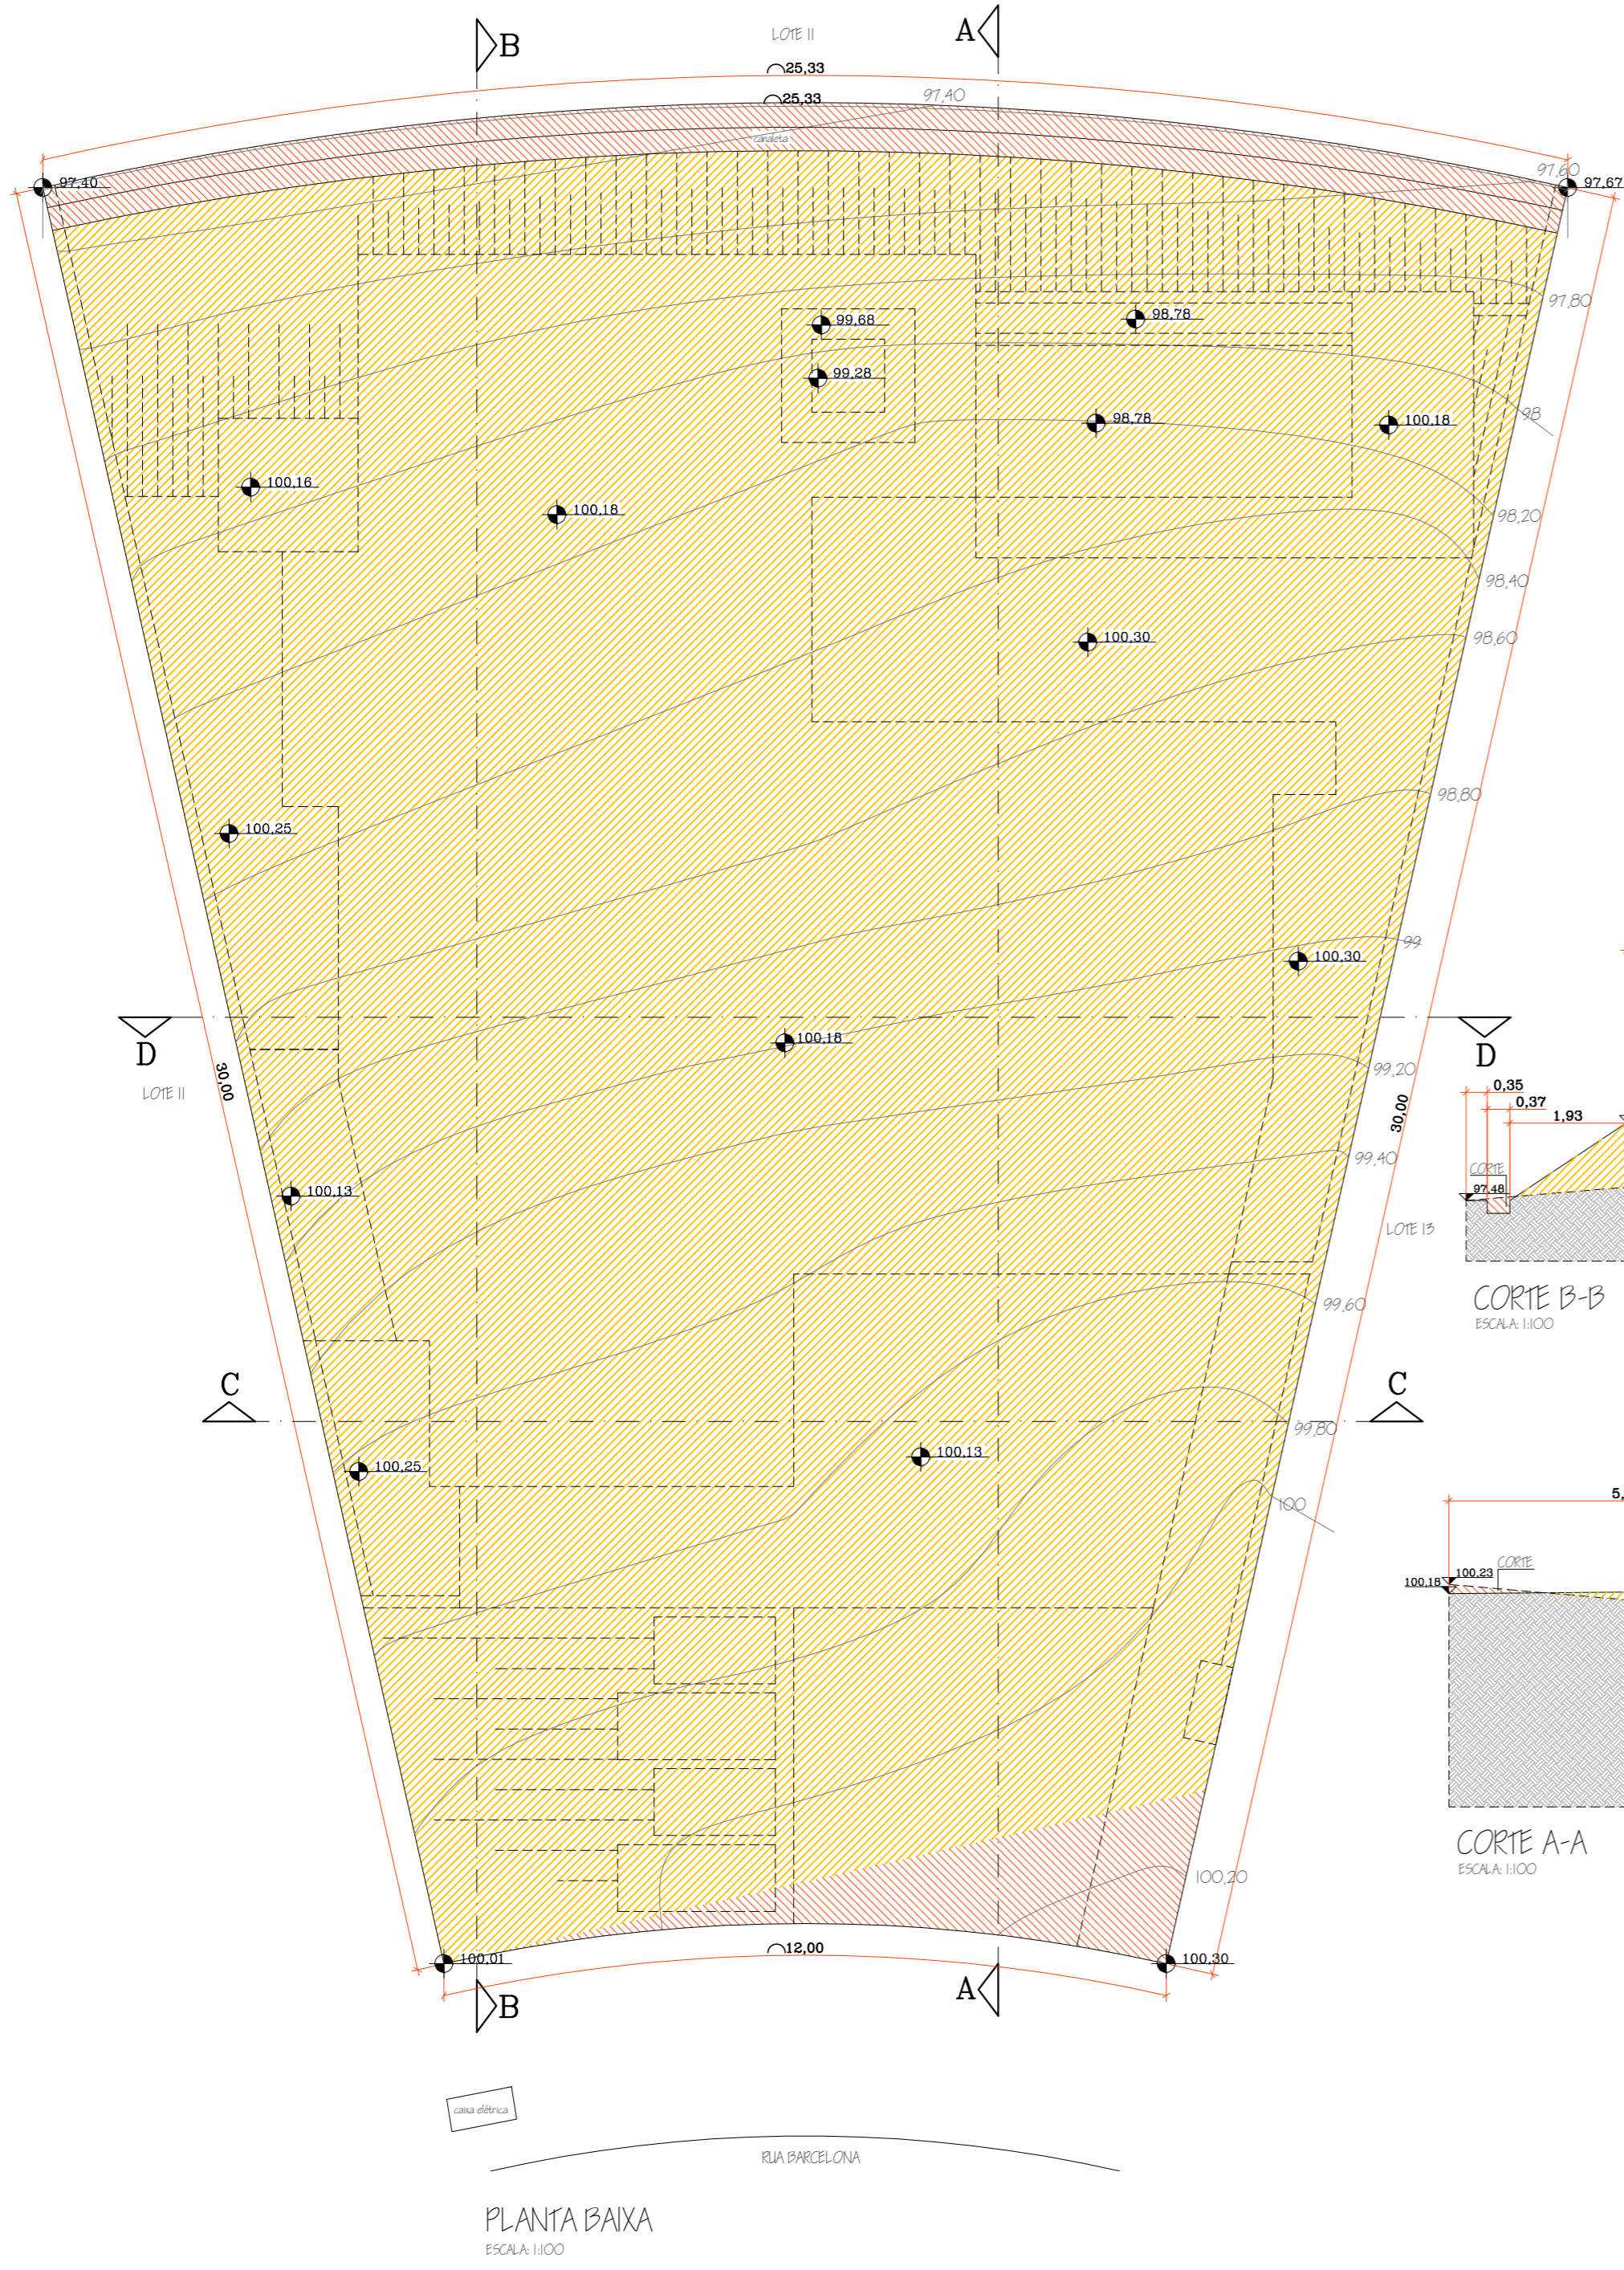 LOTE 11
B
A
25,33
25,33
97,40
canaleta
97,60
97,40
97,67
97,80
99,68
98,78
99,28
98
98,78
100,18
100,16
100,18
98,20
98,40
100,30
98,60
98,80
100,25
99
100,30
D
100,18
D
LOTE 11
30,00
99,20
30,00
0,35
0,37
1,93
99,40
CORTE
97,48
100,13
LOTE 13
CORTE B-B
ESCALA: 1:100
99,60
C
C
99,80
100,25
100,13
100
5,
CORTE
100,23
100,18
CORTE A-A
ESCALA: 1:100
100,20
12,00
100,01
100,30
B
A
caixa elétrica
RUA BARCELONA
PLANTA BAIXA
ESCALA: 1:100